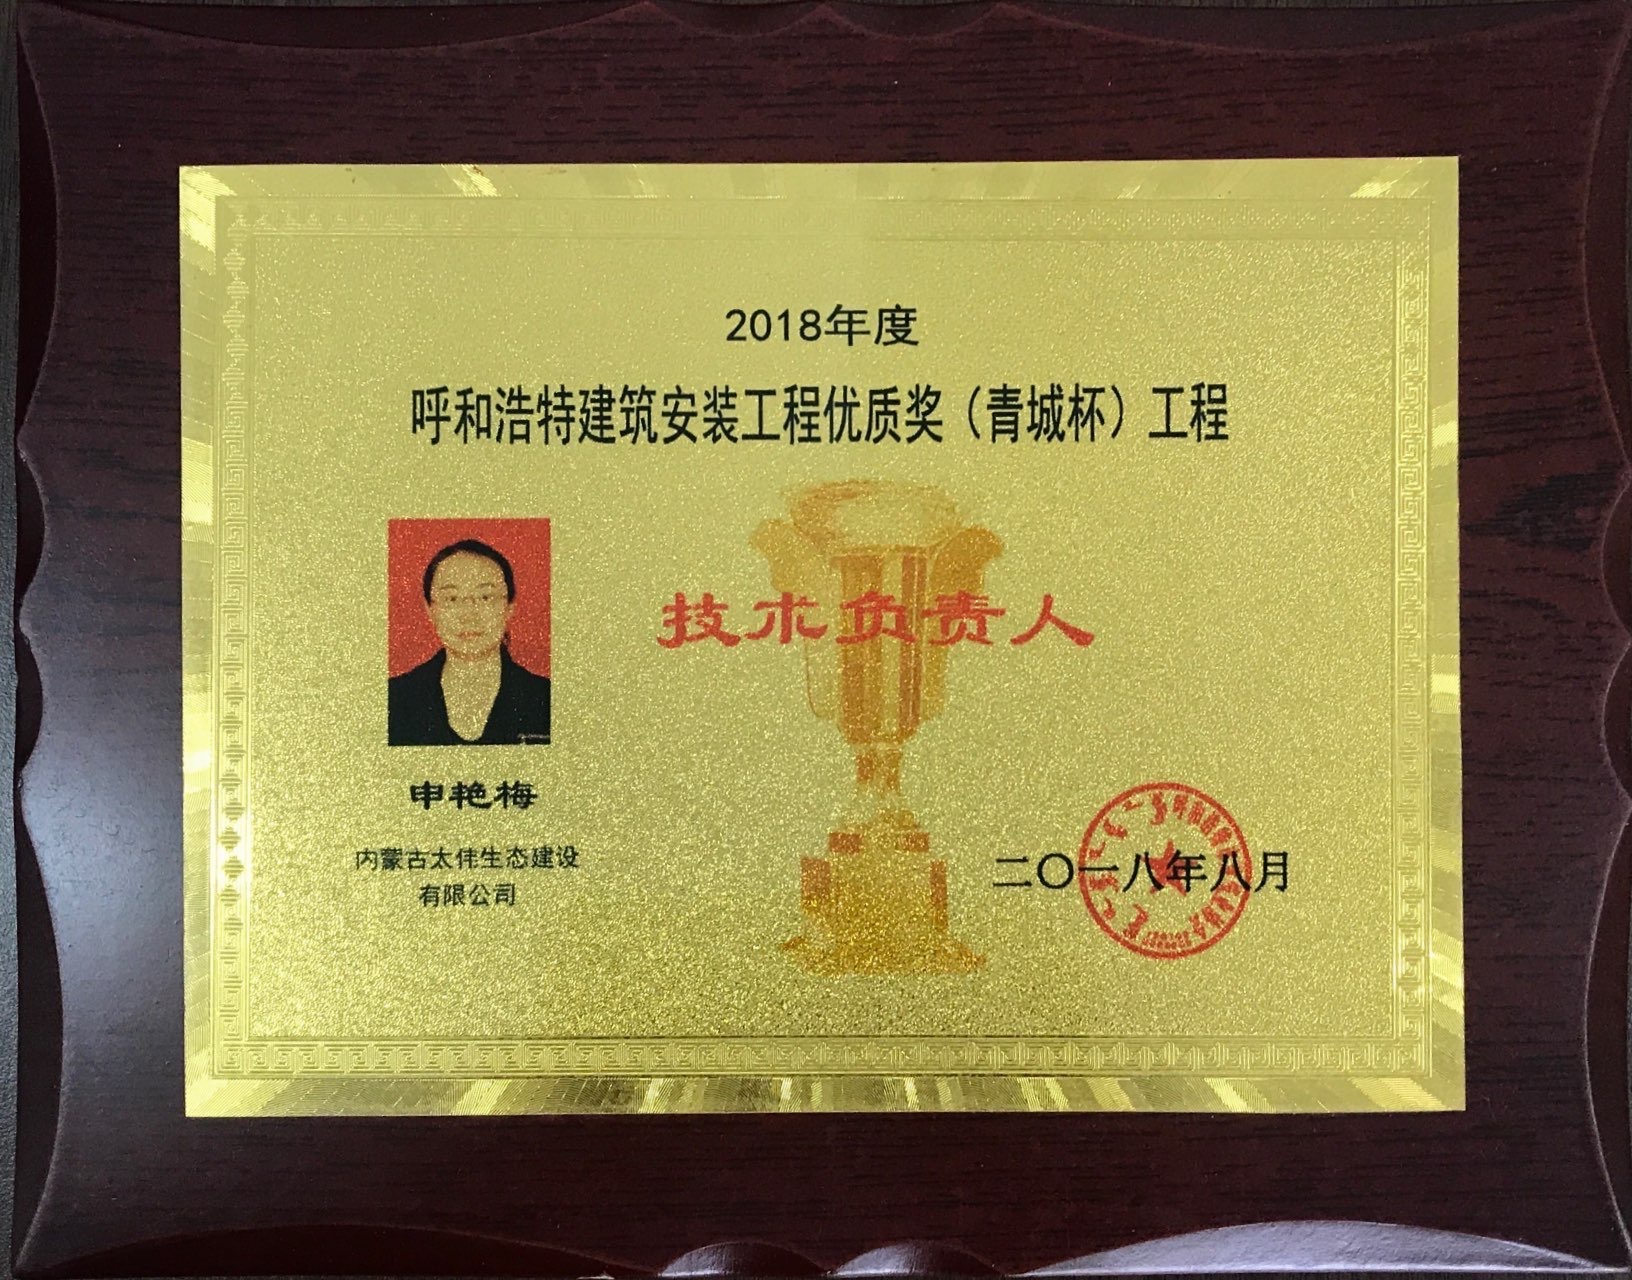 2018年度
呼和浩特建筑安装工程优质奖（青城杯）工程
技术负责人
申艳梅
内蒙古太伟生态建设
有限公司
二〇一八年八月